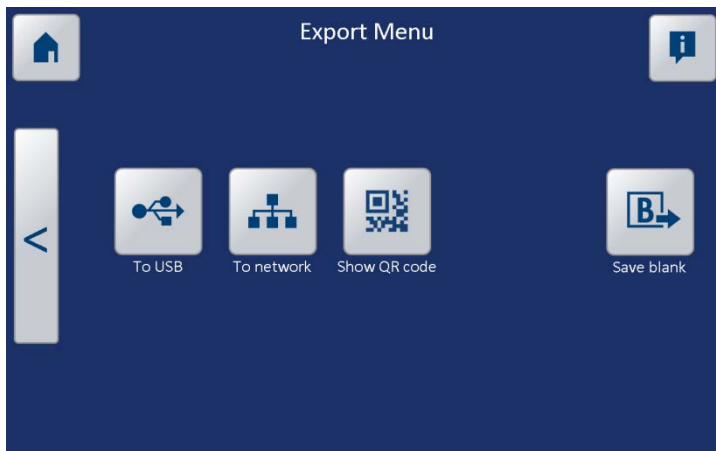 Export Menu
i
<
To USB
To network
Show QR code
B
Save blank